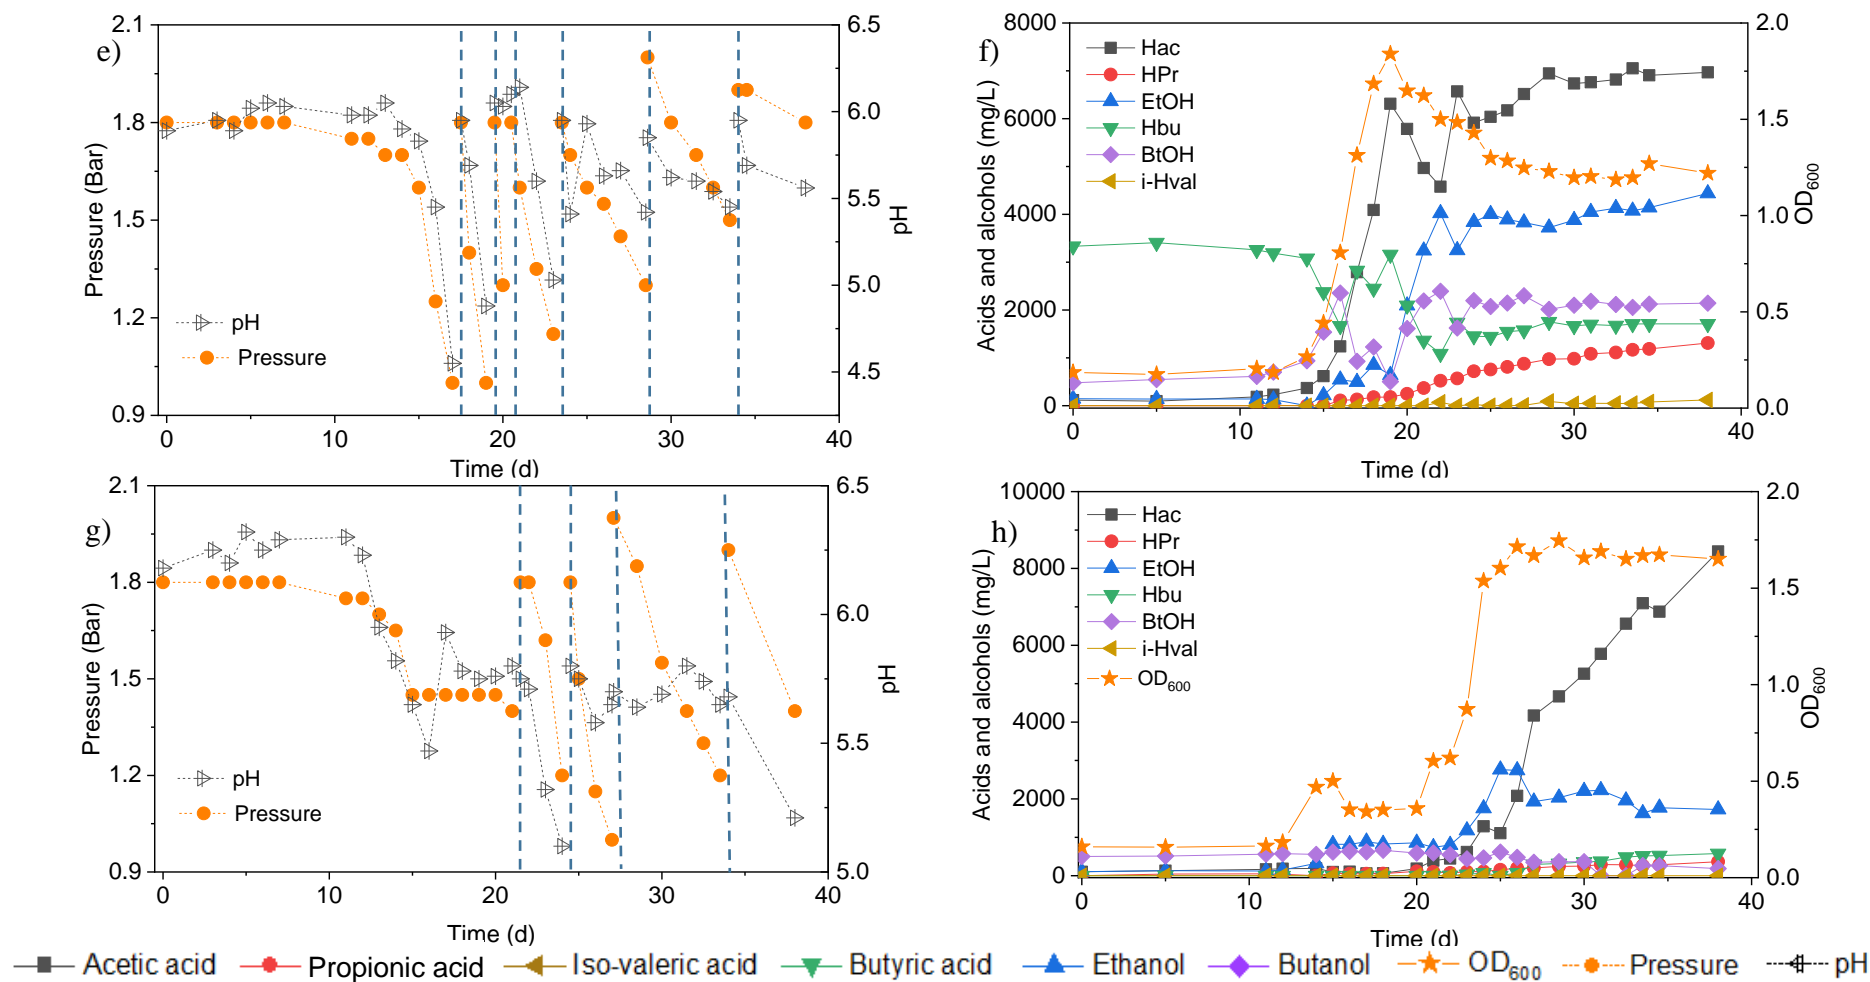 e)
2.1
1.8
1.5
1.2
0.9
Pressure (Bar)
6.5
6.0
5.5
5.0
4.5
pH
pH
Pressure
0
10
20
30
40
Time (d)
f)
8000
6000
4000
2000
0
Acids and alcohols (mg/L)
2.0
1.5
1.0
0.5
0.0
OD600
Hac
HPr
EtOH
Hbu
BtOH
i-Hval
0
10
20
30
40
Time (d)
g)
2.1
1.8
1.5
1.2
0.9
Pressure (Bar)
6.5
6.0
5.5
5.0
pH
pH
Pressure
0
10
20
30
40
Time (d)
h)
10000
8000
6000
4000
2000
0
Acids and alcohols (mg/L)
2.0
1.5
1.0
0.5
0.0
OD600
Hac
HPr
EtOH
Hbu
BtOH
i-Hval
OD600
0
10
20
30
40
Time (d)
Acetic acid Propionic acid Iso-valeric acid Butyric acid Ethanol Butanol OD600 Pressure pH